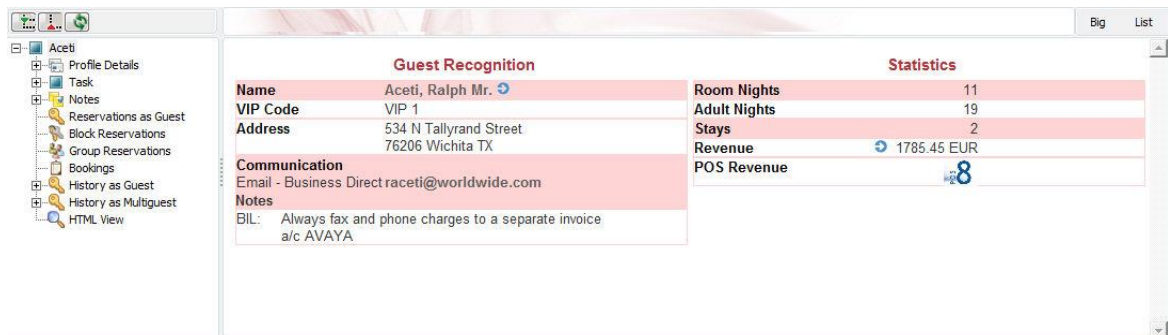 Big List
Aceti
Profile Details
Task
Notes
Reservations as Guest
Block Reservations
Group Reservations
Bookings
History as Guest
History as Multiguest
HTML View
Guest Recognition
Name Aceti, Ralph Mr.
VIP Code VIP 1
Address 534 N Tallyrand Street
76206 Wichita TX
Communication
Email - Business Direct raceti@worldwide.com
Notes
BIL: Always fax and phone charges to a separate invoice
a/c AVAYA
Statistics
Room Nights 11
Adult Nights 19
Stays 2
Revenue 1785.45 EUR
POS Revenue 8